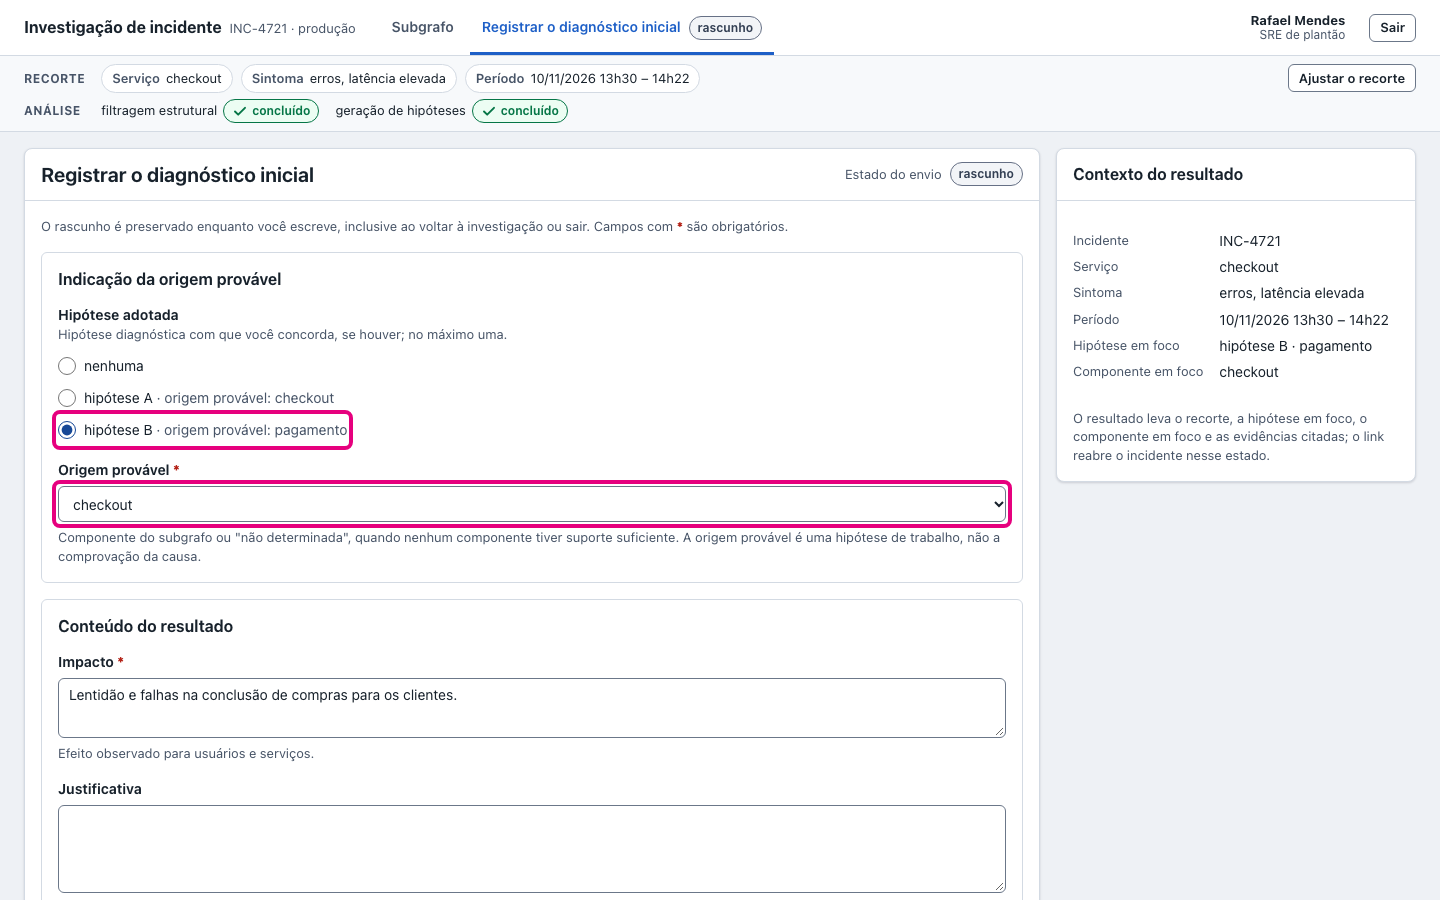 Investigação de incidente INC-4721 · produção
Subgrafo
Registrar o diagnóstico inicial rascunho
Rafael Mendes
SRE de plantão
Sair
RECORTE Serviço checkout Sintoma erros, latência elevada Período 10/11/2026 13h30 – 14h22
Ajustar o recorte
ANÁLISE filtragem estrutural concluído geração de hipóteses concluído
Registrar o diagnóstico inicial
Estado do envio rascunho
O rascunho é preservado enquanto você escreve, inclusive ao voltar à investigação ou sair. Campos com * são obrigatórios.
Indicação da origem provável
Hipótese adotada
Hipótese diagnóstica com que você concorda, se houver; no máximo uma.
nenhuma
hipótese A · origem provável: checkout
hipótese B · origem provável: pagamento
Origem provável *
checkout
Componente do subgrafo ou "não determinada", quando nenhum componente tiver suporte suficiente. A origem provável é uma hipótese de trabalho, não a
comprovação da causa.
Conteúdo do resultado
Impacto *
Lentidão e falhas na conclusão de compras para os clientes.
Efeito observado para usuários e serviços.
Justificativa
Contexto do resultado
Incidente INC-4721
Serviço checkout
Sintoma erros, latência elevada
Período 10/11/2026 13h30 – 14h22
Hipótese em foco hipótese B · pagamento
Componente em foco checkout
O resultado leva o recorte, a hipótese em foco, o
componente em foco e as evidências citadas; o link
reabre o incidente nesse estado.